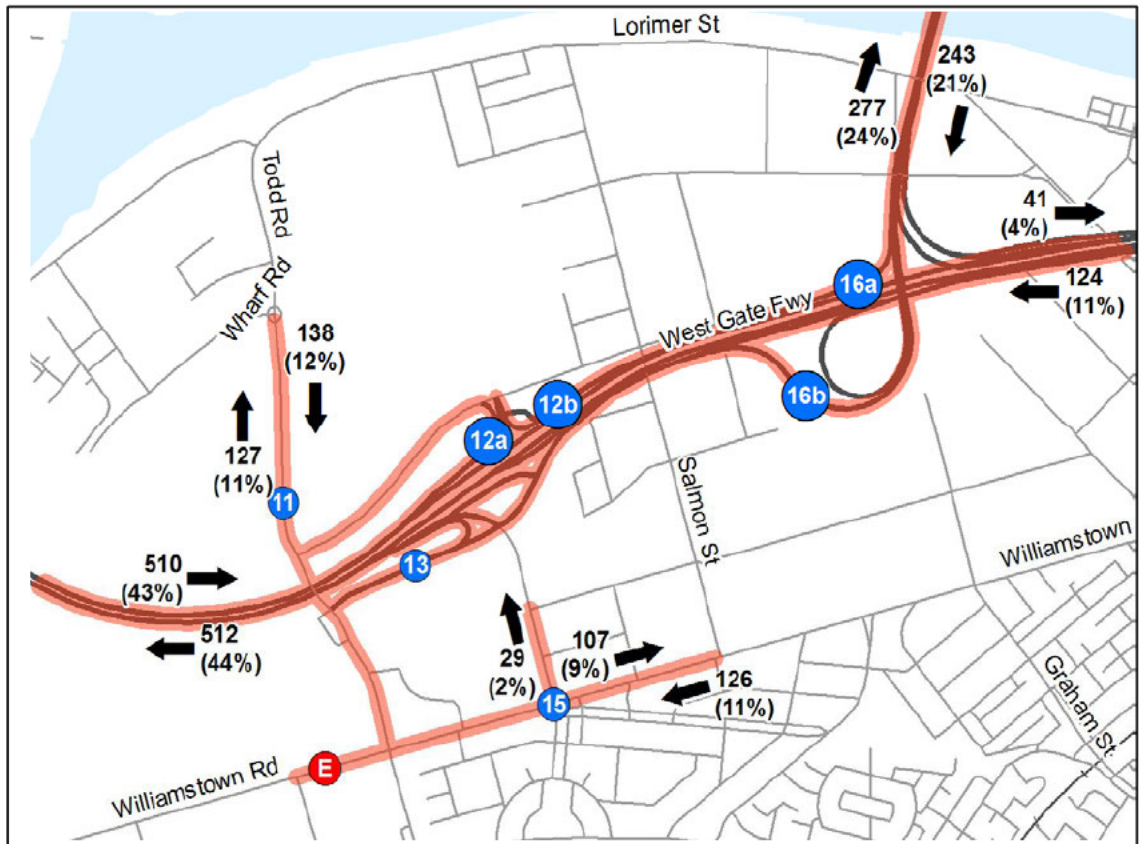 Lorimer St
243
(21%)
277
(24%)
Todd Rd
41
(4%)
124
(11%)
16a
Wharf Rd
West Gate Fwy
138
(12%)
12b
16b
12a
127
(11%)
11
Salmon St
13
Williamstown
510
(43%)
512
(44%)
107
(9%)
29
(2%)
126
(11%)
15
Graham St
E
Williamstown Rd